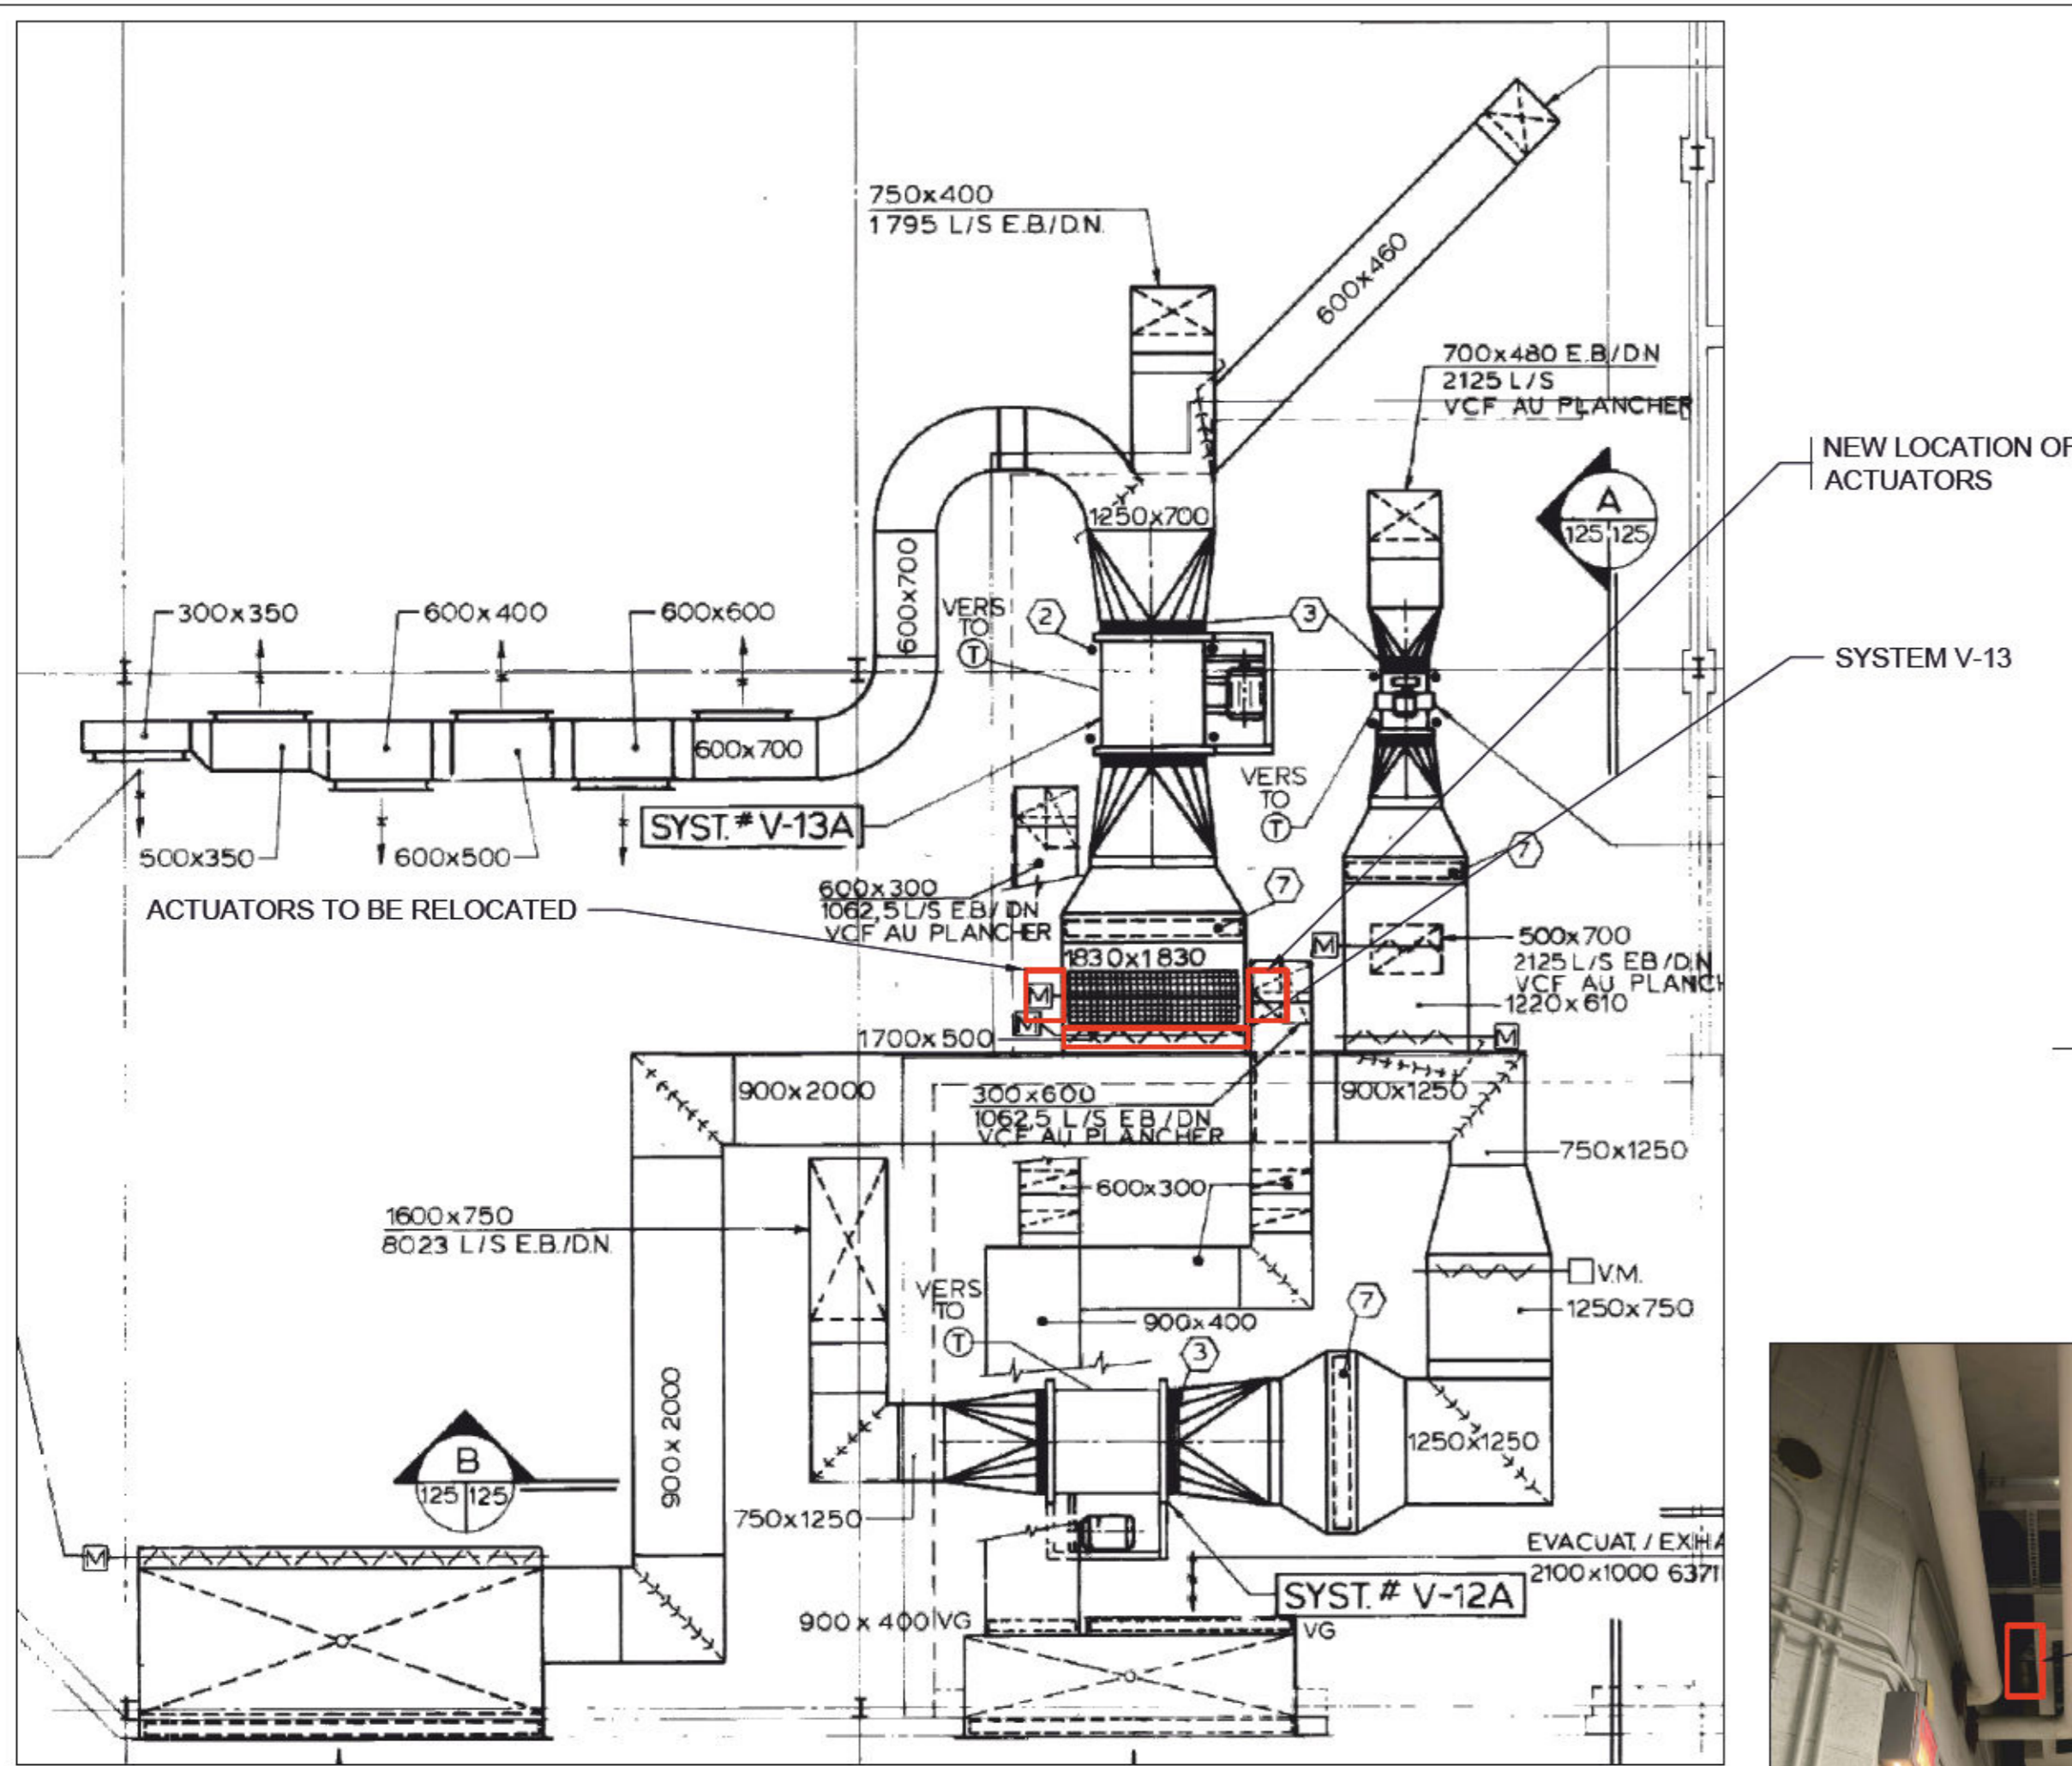 750x400
1795 L/S E.B./D.N.
600x460
700x480 E.B/DN
2125 L/S
VCF AU PLANCHER
NEW LOCATION OF
ACTUATORS
A
125 125
1250x700
600x700
VERS
TO
T
2
3
SYSTEM V-13
300x350
600x400
600x600
600x700
VERS
TO
T
SYST.# V-13A
500x350
600x500
7
ACTUATORS TO BE RELOCATED
600x300
1062,5 L/S E.B/ DN
VCF AU PLANCHER
7
1830x1830
M
500x700
2125 L/S EB/DN
VCF AU PLANCH
1220x610
M
M
1700x500
M
900x2000
300x600
1062,5 L/S EB/DN
VCF AU PLANCHER
900x1250
750x1250
600x300
1600x750
8023 L/S E.B./D.N.
V.M.
1250x750
VERS
TO
T
900x400
3
7
900x2000
1250x1250
B
125 125
750x1250
M
EVACUAT. / EXHA
2100x1000 6371
SYST.# V-12A
900x400 VG
VG